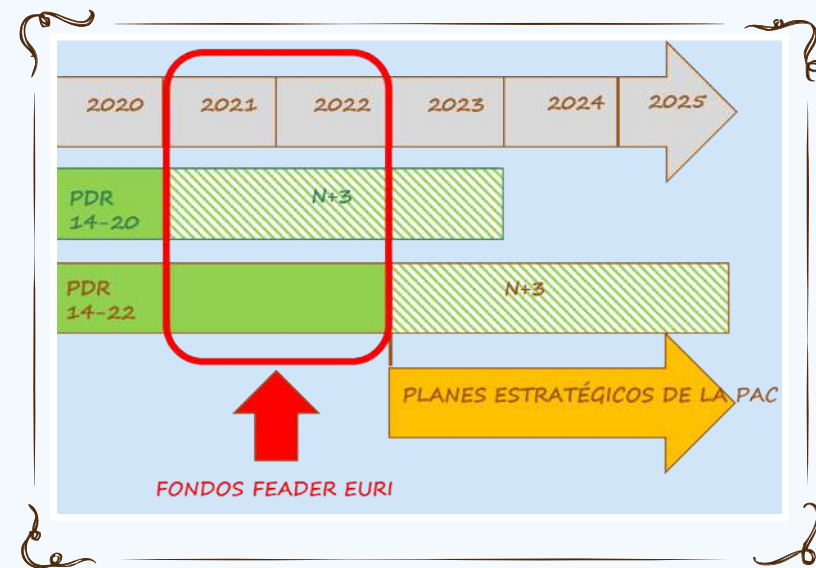 2020 2021 2022 2023 2024 2025
PDR
14-20
N+3
PDR
14-22
N+3
PLANES ESTRATÉGICOS DE LA PAC
FONDOS FEADER EURI